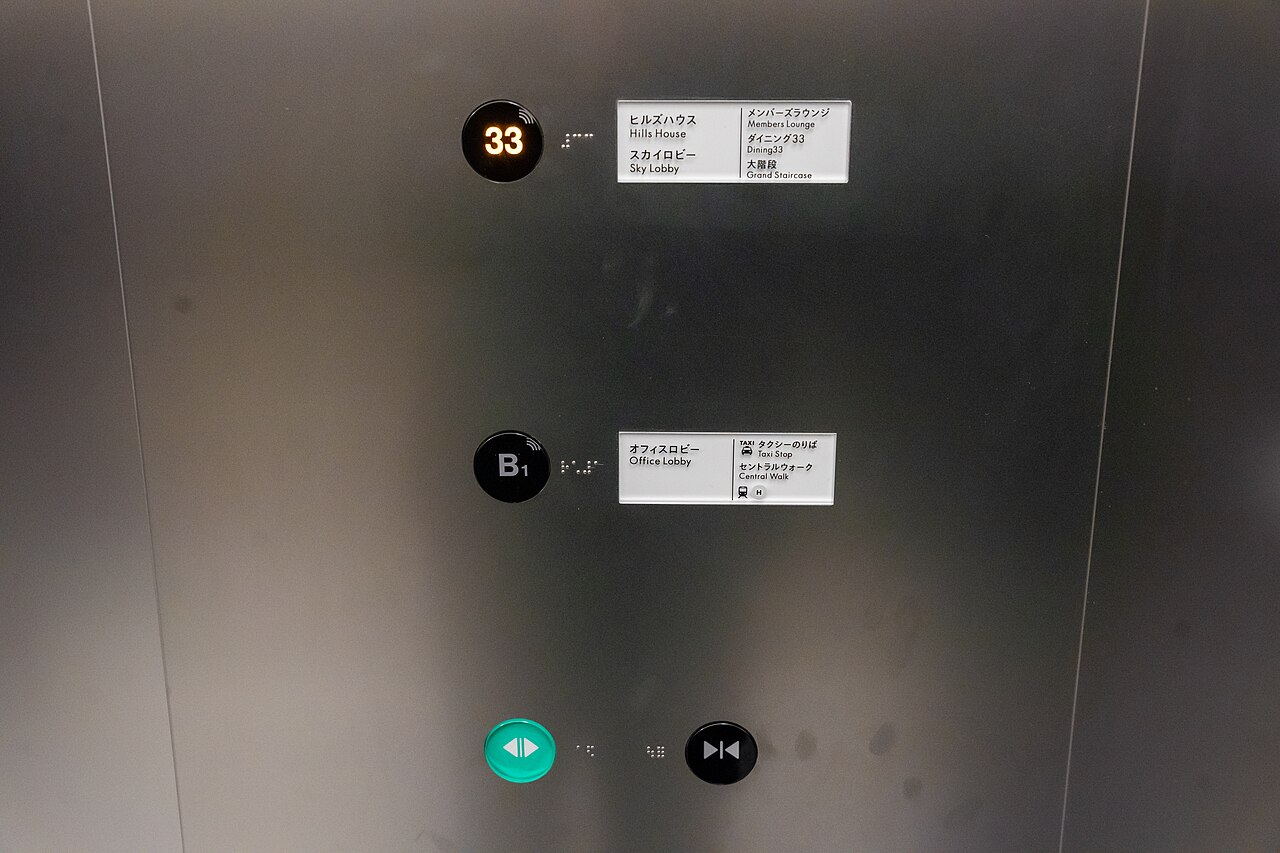 33
ヒルズハウス
Hills House
スカイロビー
Sky Lobby
メンバーズラウンジ
Members Lounge
ダイニング33
Dining33
大階段
Grand Staircase
B1
オフィスロビー
Office Lobby
TAXI タクシーのりば
Taxi Stop
セントラルウォーク
Central Walk
H